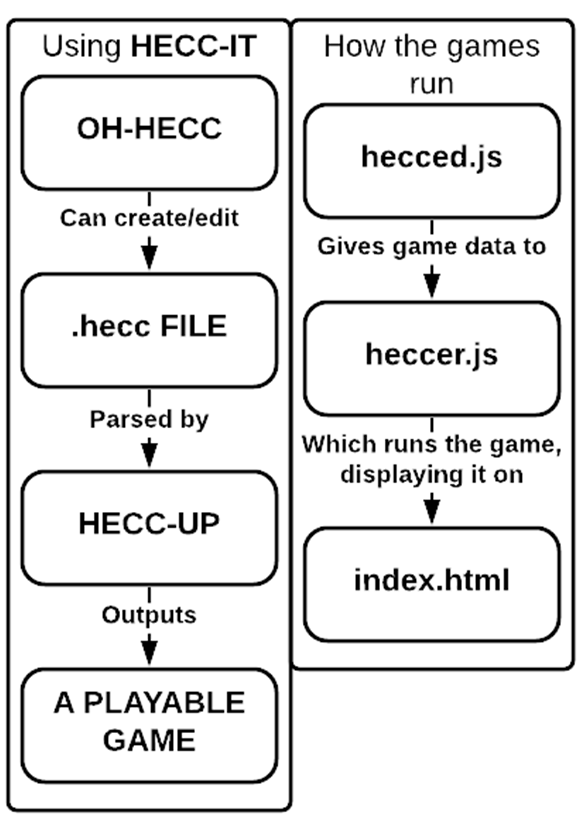 Using HECC-IT
OH-HECC
Can create/edit
.hecc FILE
Parsed by
HECC-UP
Outputs
A PLAYABLE
GAME
How the games
run
hecced.js
Gives game data to
heccer.js
Which runs the game,
displaying it on
index.html